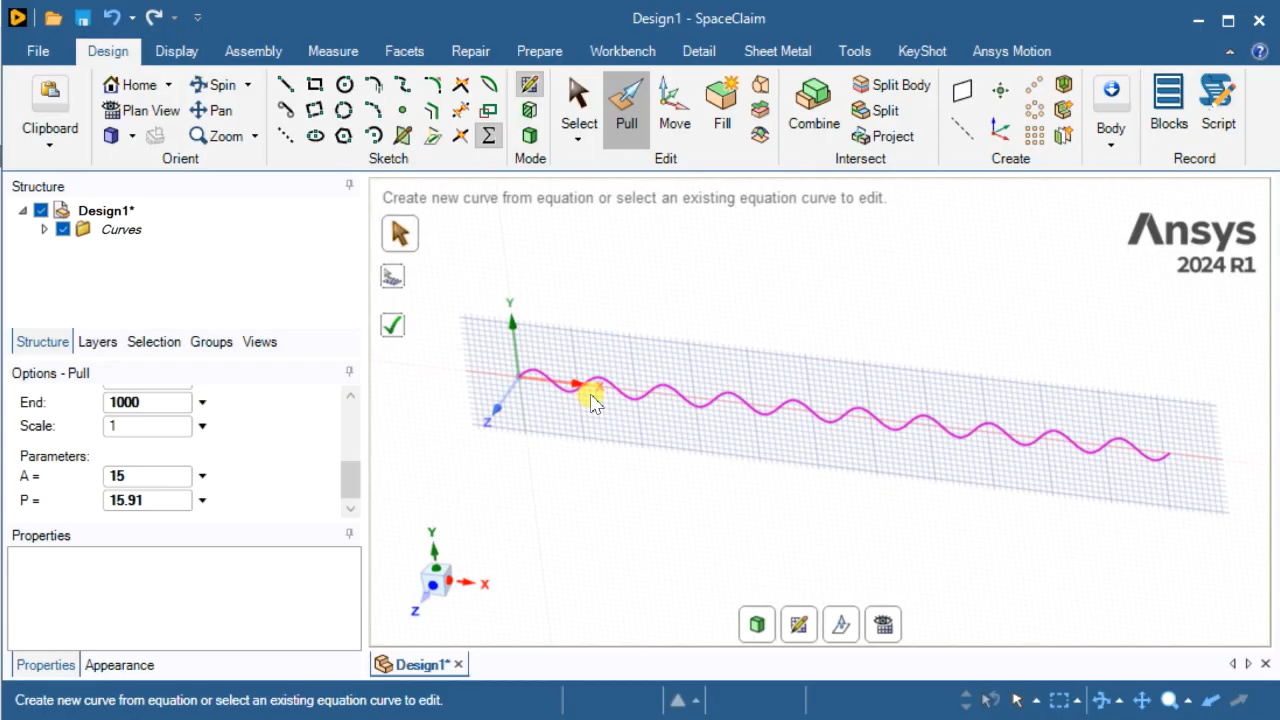 Design1 - SpaceClaim
File Design Display Assembly Measure Facets Repair Prepare Workbench Detail Sheet Metal Tools KeyShot Ansys Motion
Clipboard
Home Spin
Plan View Pan
Zoom
Orient
Sketch
Mode
Select Pull Move Fill
Edit
Combine
Split Body
Split
Project
Intersect
Create
Body
Blocks Script
Record
Structure
Design1*
Curves
Structure Layers Selection Groups Views
Options - Pull
End: 1000
Scale: 1
Parameters:
A = 15
P = 15.91
Properties
Properties Appearance
Create new curve from equation or select an existing equation curve to edit.
Ansys
2024 R1
Y
X
Z
Y
X
Z
Design1*
Create new curve from equation or select an existing equation curve to edit.